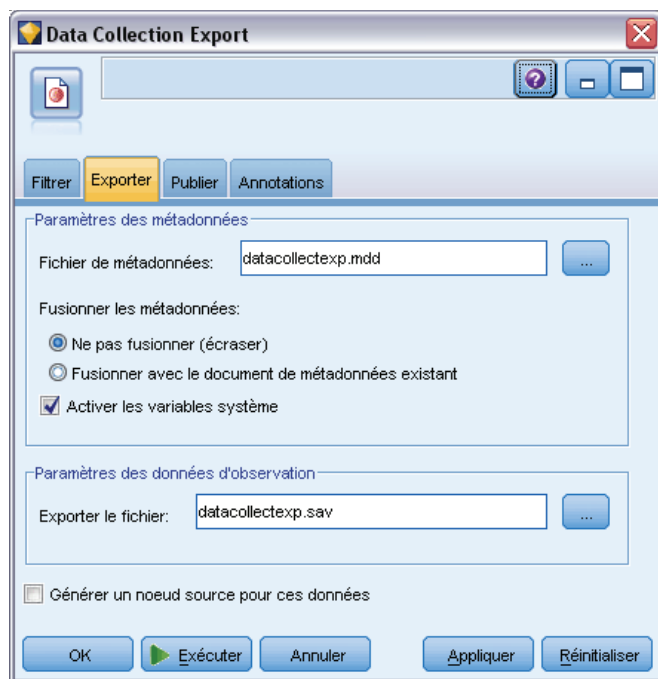 Data Collection Export
Filtrer Exporter Publier Annotations
Paramètres des métadonnées
Fichier de métadonnées: datacollectexp.mdd ...
Fusionner les métadonnées:
Ne pas fusionner (écraser)
Fusionner avec le document de métadonnées existant
Activer les variables système
Paramètres des données d'observation
Exporter le fichier: datacollectexp.sav ...
Générer un noeud source pour ces données
OK Exécuter Annuler Appliquer Réinitialiser